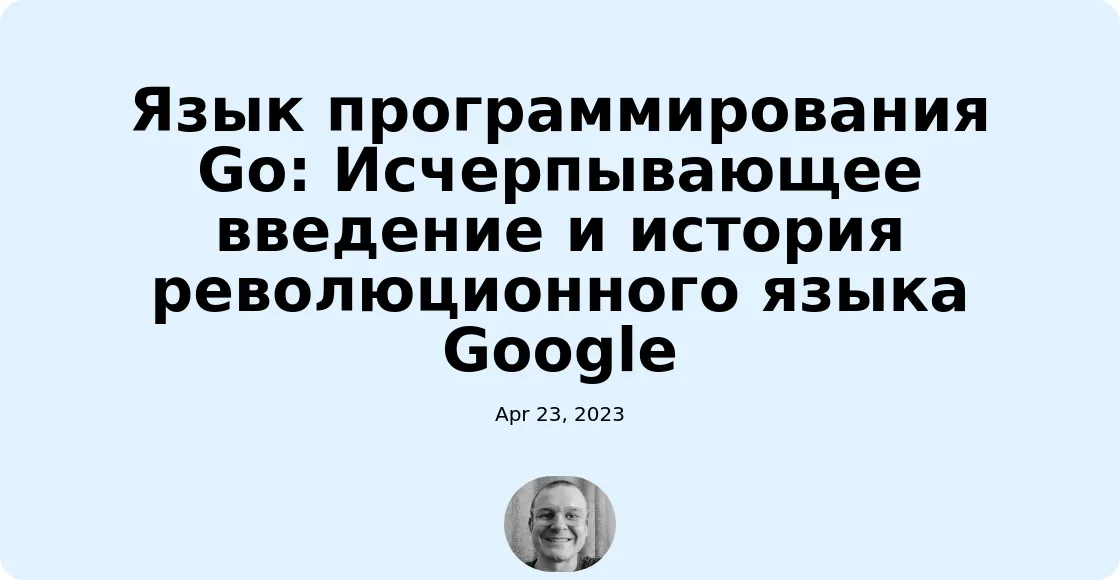 Язык программирования
Go: Исчерпывающее
введение и история
революционного языка
Google
Apr 23, 2023